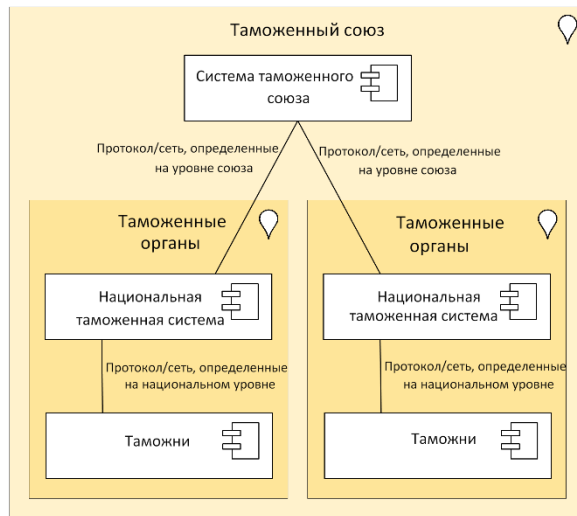 Таможенный союз
Система таможенного
союза
Протокол/сеть, определенные
на уровне союза
Протокол/сеть, определенные
на уровне союза
Таможенные
органы
Национальная
таможенная система
Протокол/сеть, определенные
на национальном уровне
Таможни
Таможенные
органы
Национальная
таможенная система
Протокол/сеть, определенные
на национальном уровне
Таможни